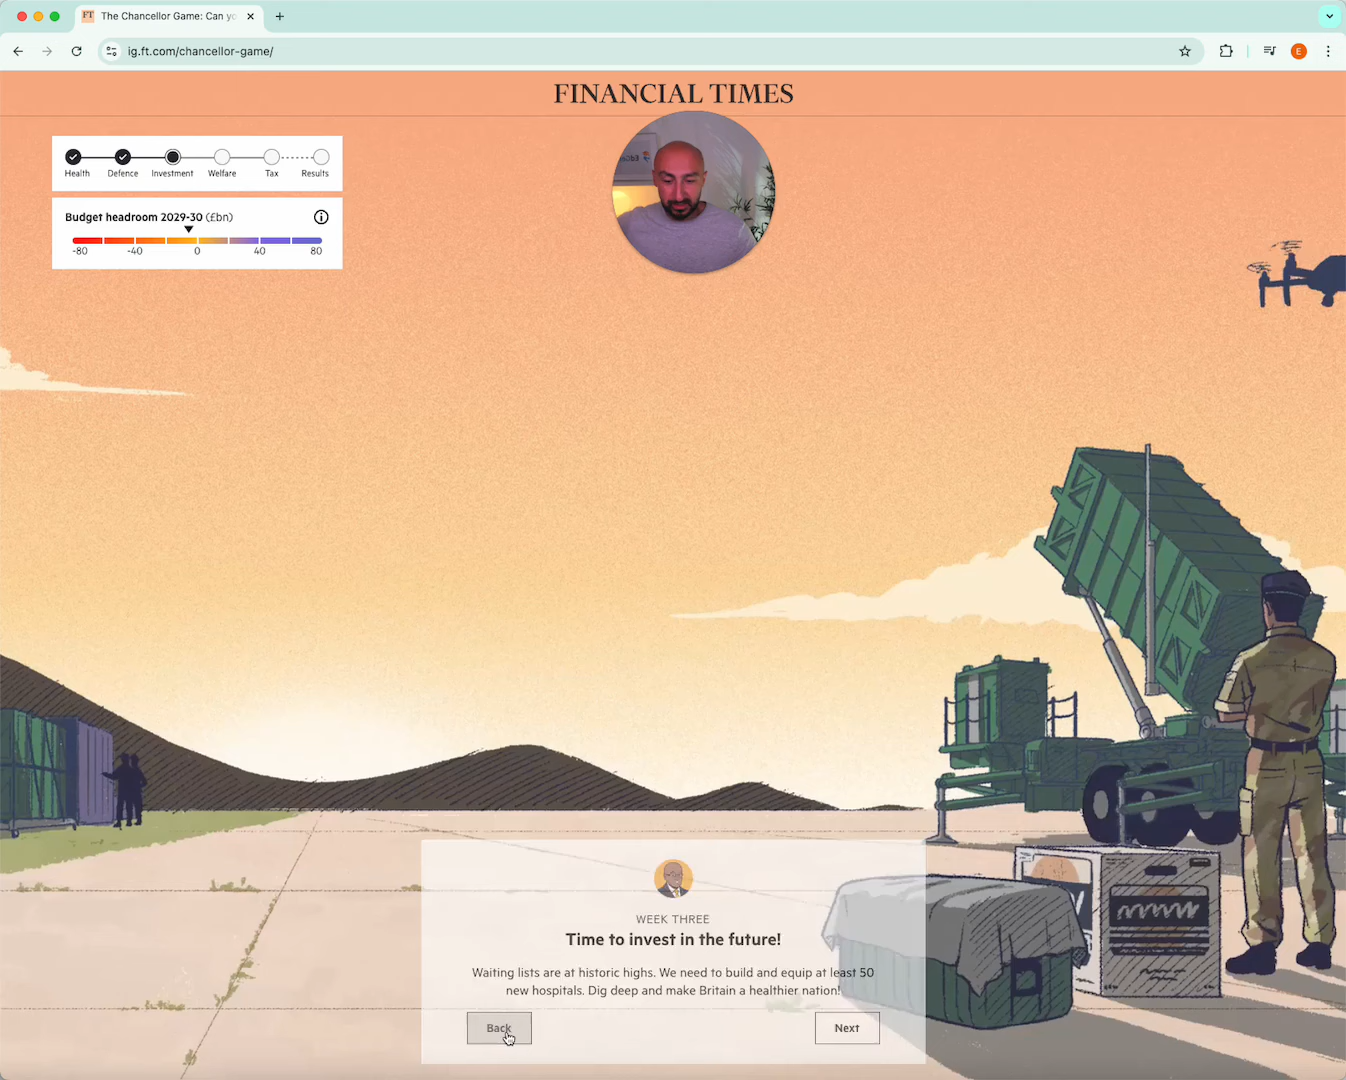 The Chancellor Game: Can yo
ig.ft.com/chancellor-game/
E
FINANCIAL TIMES
Health Defence Investment Welfare Tax Results
Budget headroom 2029-30 (£bn)
-80 -40 0 40 80
WEEK THREE
Time to invest in the future!
Waiting lists are at historic highs. We need to build and equip at least 50
new hospitals. Dig deep and make Britain a healthier nation!
Back Next